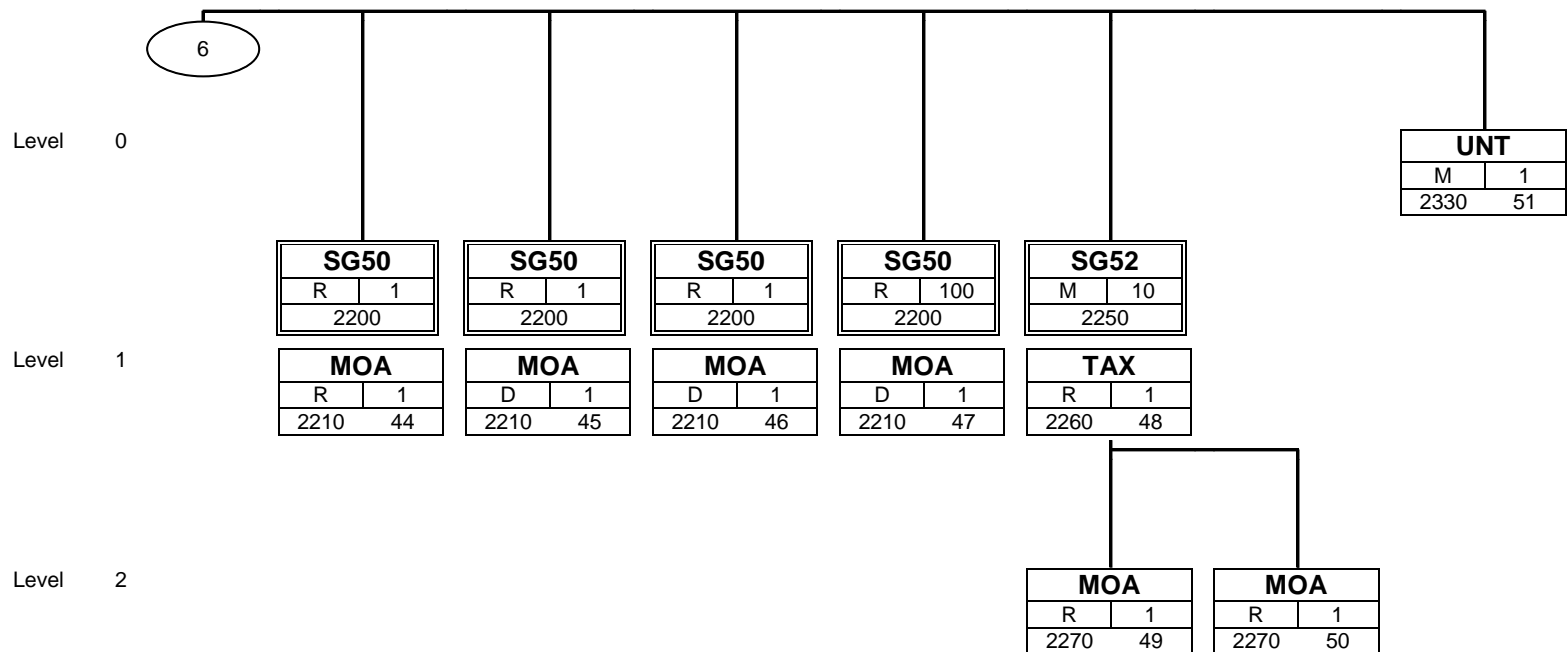 6
Level 0
UNT
M 1
2330 51
SG50 SG50 SG50 SG50 SG52
R 1 R 1 R 1 R 100 M 10
2200 2200 2200 2200 2250
Level 1
MOA MOA MOA MOA TAX
R 1 D 1 D 1 D 1 R 1
2210 44 2210 45 2210 46 2210 47 2260 48
Level 2
MOA MOA
R 1 R 1
2270 49 2270 50